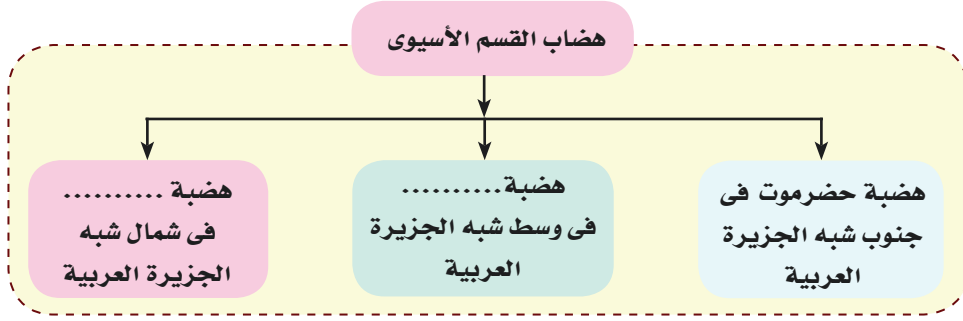 هضاب القسم الأسيوى
هضبة حضرموت فى
جنوب شبه الجزيرة
العربية
هضبة..........
فى وسط شبه الجزيرة
العربية
هضبة ..........
فى شمال شبه
الجزيرة العربية